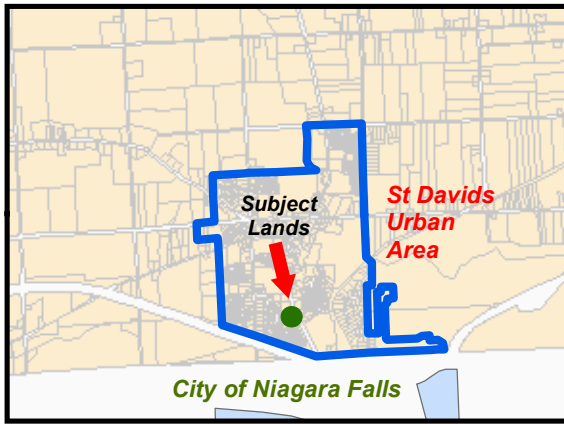 Subject
Lands
St Davids
Urban
Area
City of Niagara Falls